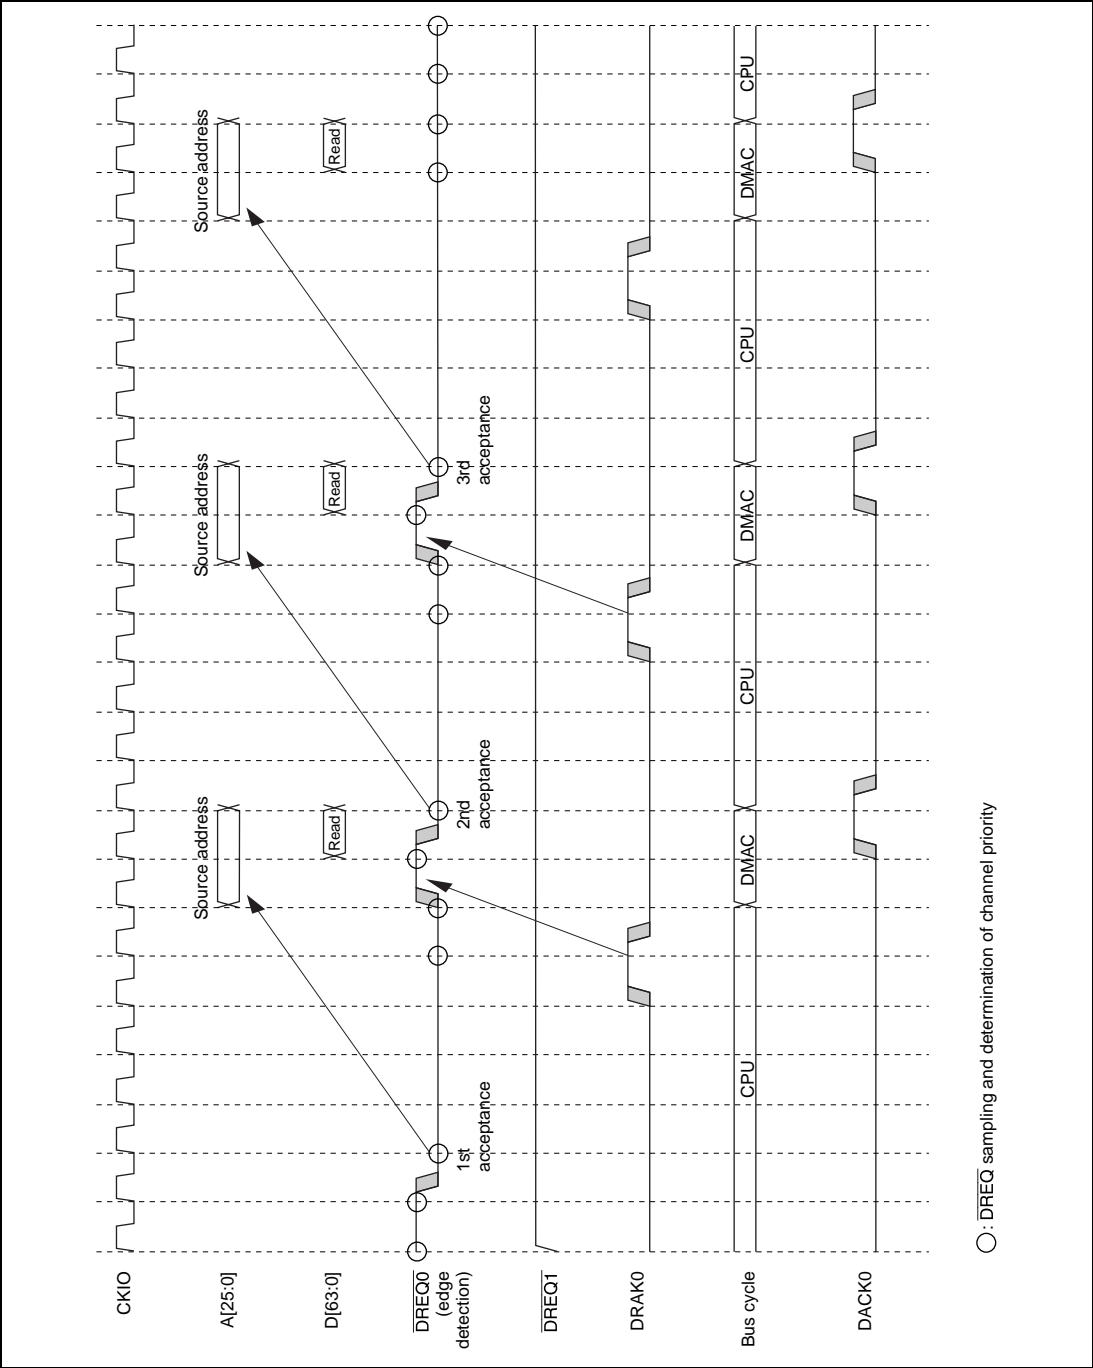 CKIO
Source address Source address Source address
A[25:0]
D[63:0] Read Read Read
DREQ0
(edge
detection)
1st
acceptance
2nd
acceptance
3rd
acceptance
DREQ1
DRAK0
Bus cycle CPU DMAC CPU DMAC CPU DMAC CPU
DACK0
: DREQ sampling and determination of channel priority